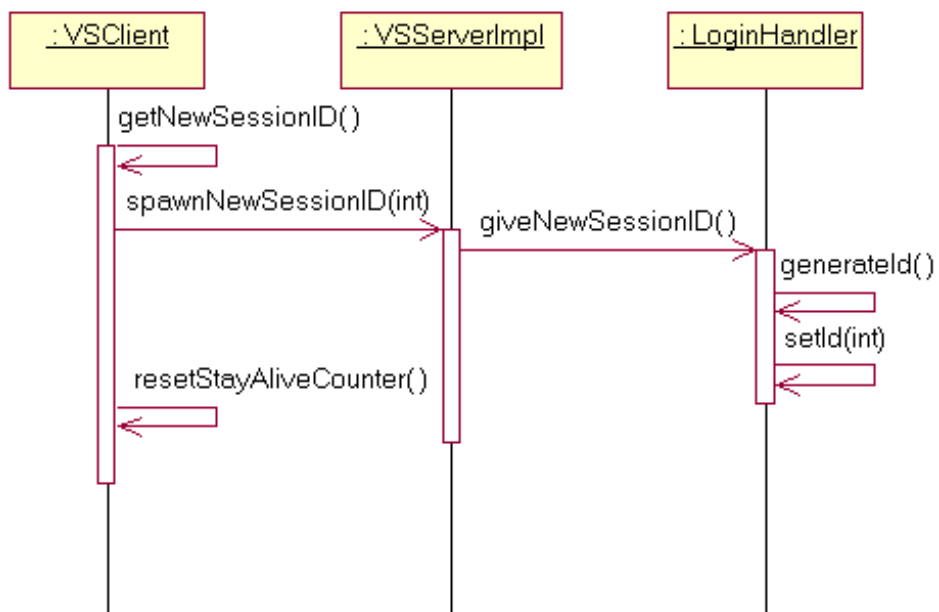 : VSClient
: VSServerImpl
: LoginHandler
getNewSessionID()
spawnNewSessionID(int)
giveNewSessionID()
generateId()
setId(int)
resetStayAliveCounter()